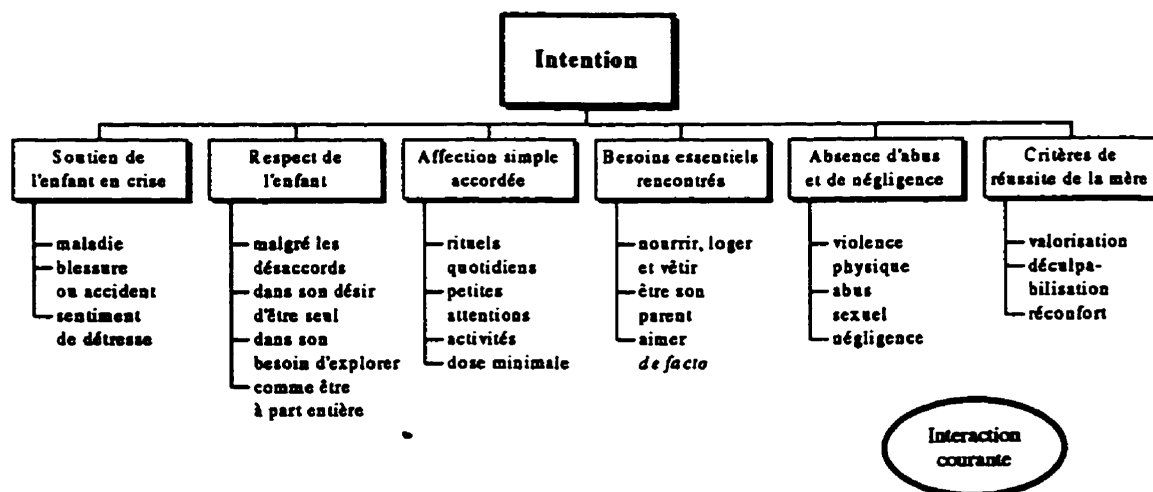 Intention
Soutien de
l'enfant en crise
maladie
blessure
ou accident
sentiment
de détresse
Respect de
l'enfant
malgré les
désaccords
dans son désir
d'être seul
dans son
besoin d'explorer
comme être
à part entière
Affection simple
accordée
rituels
quotidiens
petites
attentions
activités
dose minimale
Besoins essentiels
rencontrés
nourrir, loger
et vêtir
être son
parent
aimer
de facto
Absence d'abus
et de négligence
violence
physique
abus
sexuel
négligence
Critères de
réussite de la mère
valorisation
déculpa-
bilisation
réconfort
Interaction
courante